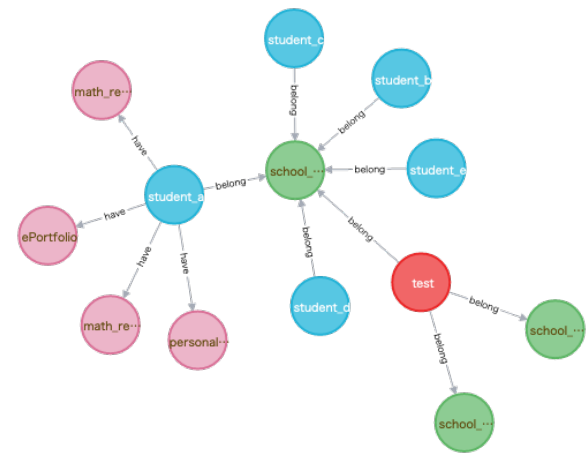 student_c
student_b
math_re…
belong
belong
have
school_…
belong
student_e
belong
student_a
have
ePortfolio
belong
have
have
belong
test
student_d
belong
math_re…
personal…
belong
school_…
school_…